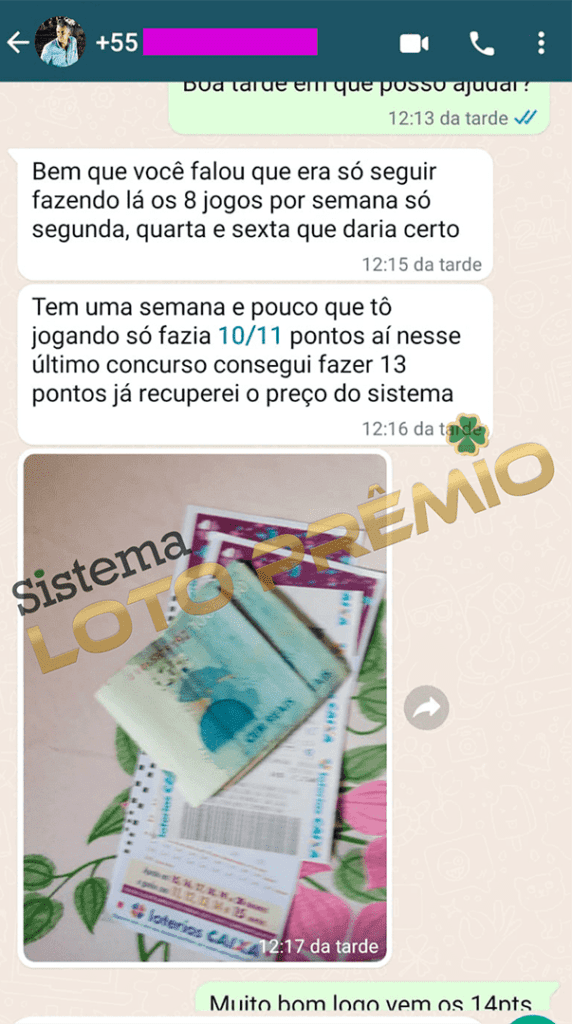 +55
Boa tarde em que posso ajudar?
12:13 da tarde
Bem que você falou que era só seguir
fazendo lá os 8 jogos por semana só
segunda, quarta e sexta que daria certo
12:15 da tarde
Tem uma semana e pouco que tô
jogando só fazia 10/11 pontos aí nesse
último concurso consegui fazer 13
pontos já recuperei o preço do sistema
12:16 da tarde
Sistema
LOTO PRÊMIO
CAIXA
loterias CAIXA
loterias CAIXA
12:17 da tarde
Muito bom logo vem os 14pts